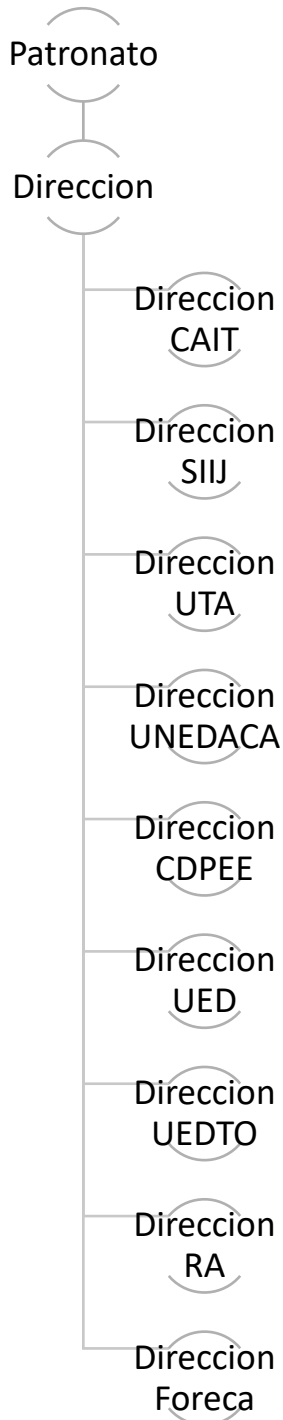 Patronato
Direccion
Direccion
CAIT
Direccion
SIIJ
Direccion
UTA
Direccion
UNEDACA
Direccion
CDPEE
Direccion
UED
Direccion
UEDTO
Direccion
RA
Direccion
Foreca